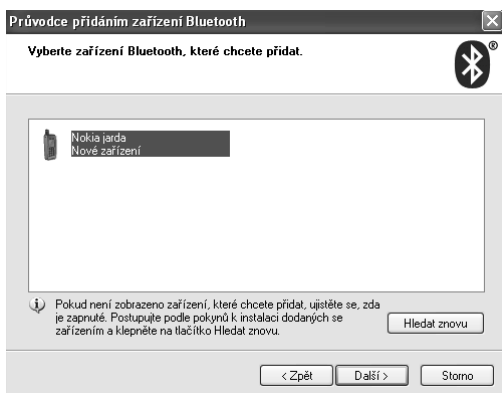 Průvodce přidáním zařízení Bluetooth
Vyberte zařízení Bluetooth, které chcete přidat.
®
Nokia jarda
Nové zařízení
Pokud není zobrazeno zařízení, které chcete přidat, ujistěte se, zda
je zapnuté. Postupujte podle pokynů k instalaci dodaných se
zařízením a klepněte na tlačítko Hledat znovu.
Hledat znovu
< Zpět Další > Storno